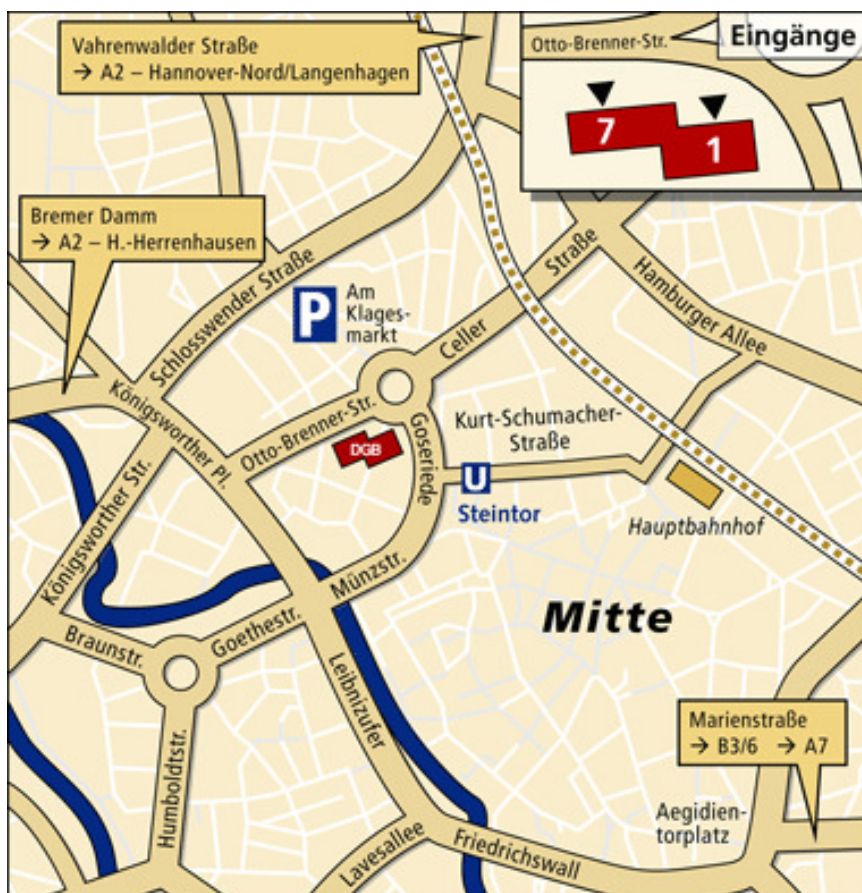 Vahrenwalder Straße
→ A2 – Hannover-Nord/Langenhagen
Otto-Brenner-Str.
Eingänge
7
1
Bremer Damm
→ A2 – H.-Herrenhausen
Schlosswender Straße
P
Am
Klages-
markt
Celler
Straße
Hamburger Allee
Königsworther Pl.
Otto-Brenner-Str.
DGB
Goseriede
Kurt-Schumacher-
Straße
U
Steintor
Hauptbahnhof
Königsworther Str.
Münzstr.
Goethestr.
Braunstr.
Mitte
Leibnizufer
Humboldtstr.
Marienstraße
→ B3/6 → A7
Aegidien-
torplatz
Lavesallee
Friedrichswall